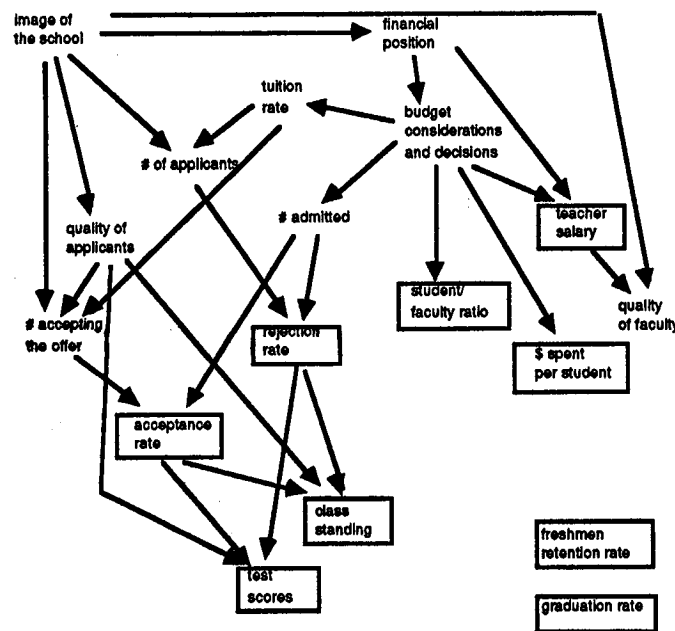 image of
the school
financial
position
tuition
rate
budget
considerations
and decisions
# of applicants
# admitted
teacher
salary
quality of
applicants
student/
faculty ratio
quality
of faculty
# accepting
the offer
rejection
rate
$ spent
per student
acceptance
rate
class
standing
freshmen
retention rate
test
scores
graduation rate